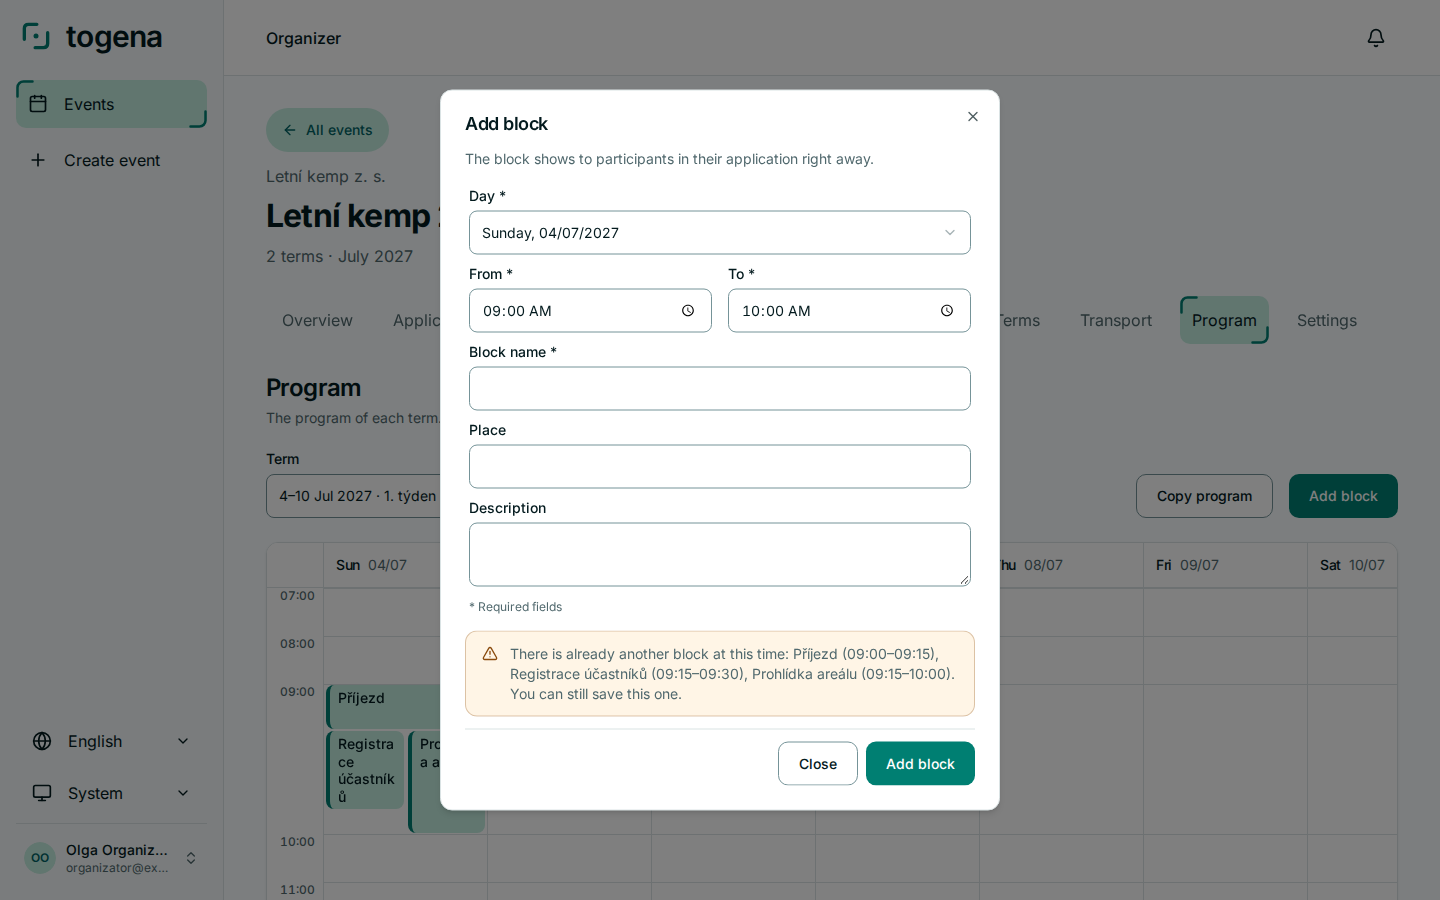 togena
Organizer
Events
Create event
All events
Letní kemp z. s.
Letní kemp
2 terms · July 2027
Overview
Terms
Transport
Program
Settings
Program
The program of each term.
Term
4–10 Jul 2027 · 1. týden
Copy program
Add block
Sun 04/07
Thu 08/07
Fri 09/07
Sat 10/07
07:00
08:00
09:00
10:00
11:00
Příjezd
Registra
ce
účastník
ů
English
System
OO
Olga Organiz...
organizator@ex...
Add block
The block shows to participants in their application right away.
Day *
Sunday, 04/07/2027
From *
To *
09:00 AM
10:00 AM
Block name *
Place
Description
* Required fields
There is already another block at this time: Příjezd (09:00–09:15),
Registrace účastníků (09:15–09:30), Prohlídka areálu (09:15–10:00).
You can still save this one.
Close
Add block